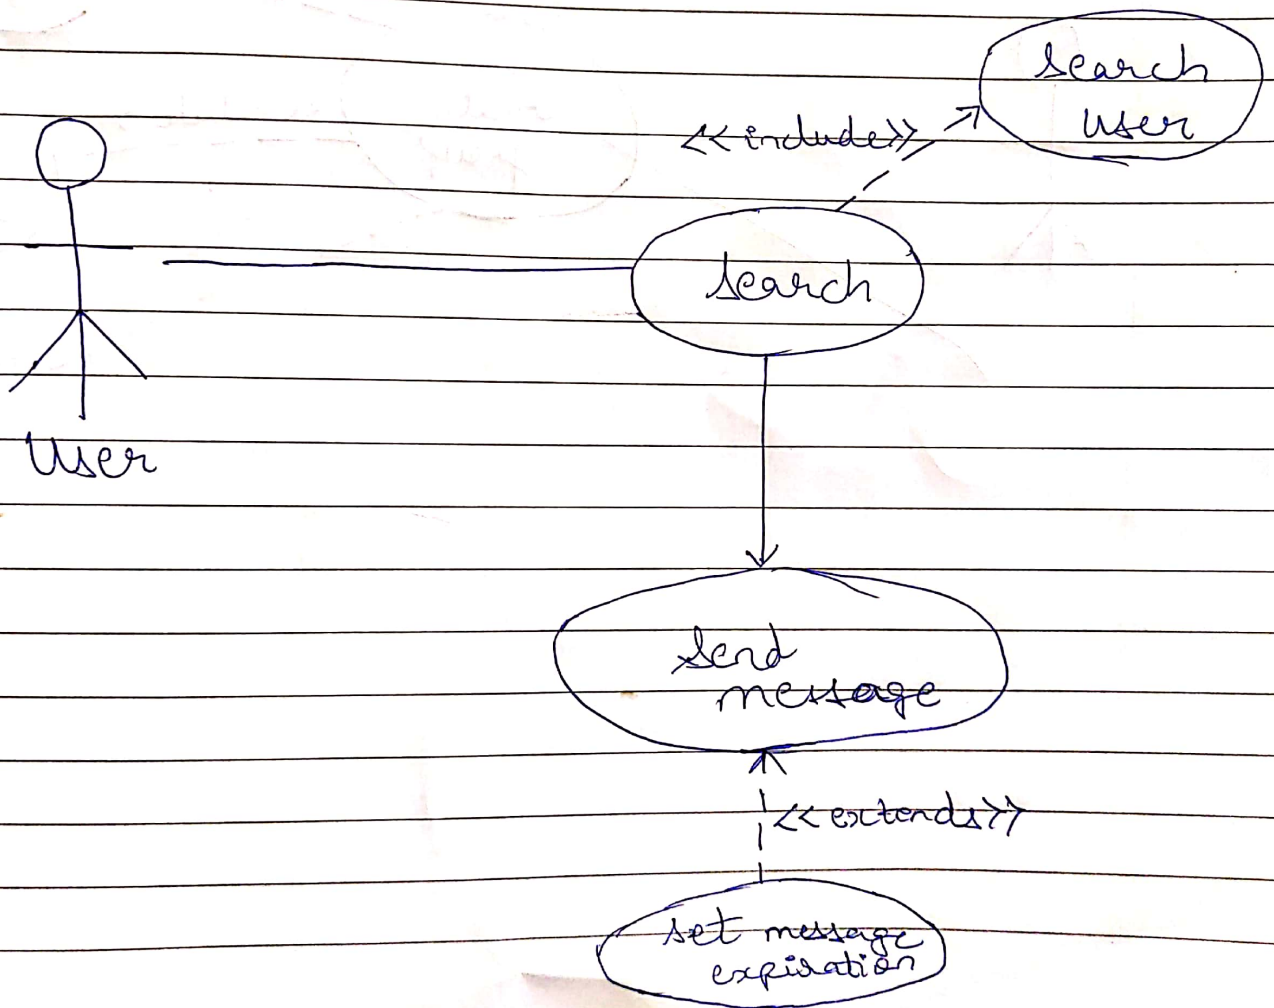 search
user
<<include>>
search
User
Send
message
<<extends>>
set message
expiration